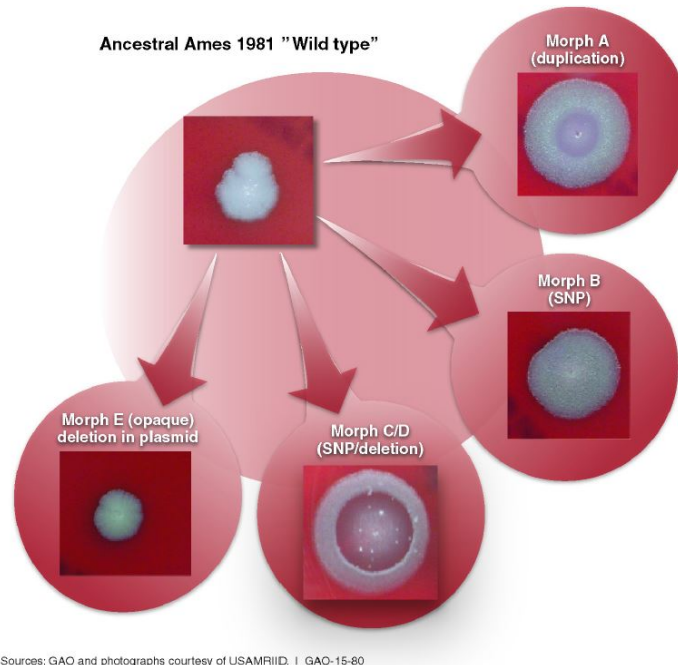 Ancestral Ames 1981 "Wild type"
Morph A
(duplication)
Morph B
(SNP)
Morph E (opaque)
deletion in plasmid
Morph C/D
(SNP/deletion)
Sources: GAO and photographs courtesy of USAMRIID. | GAO-15-80